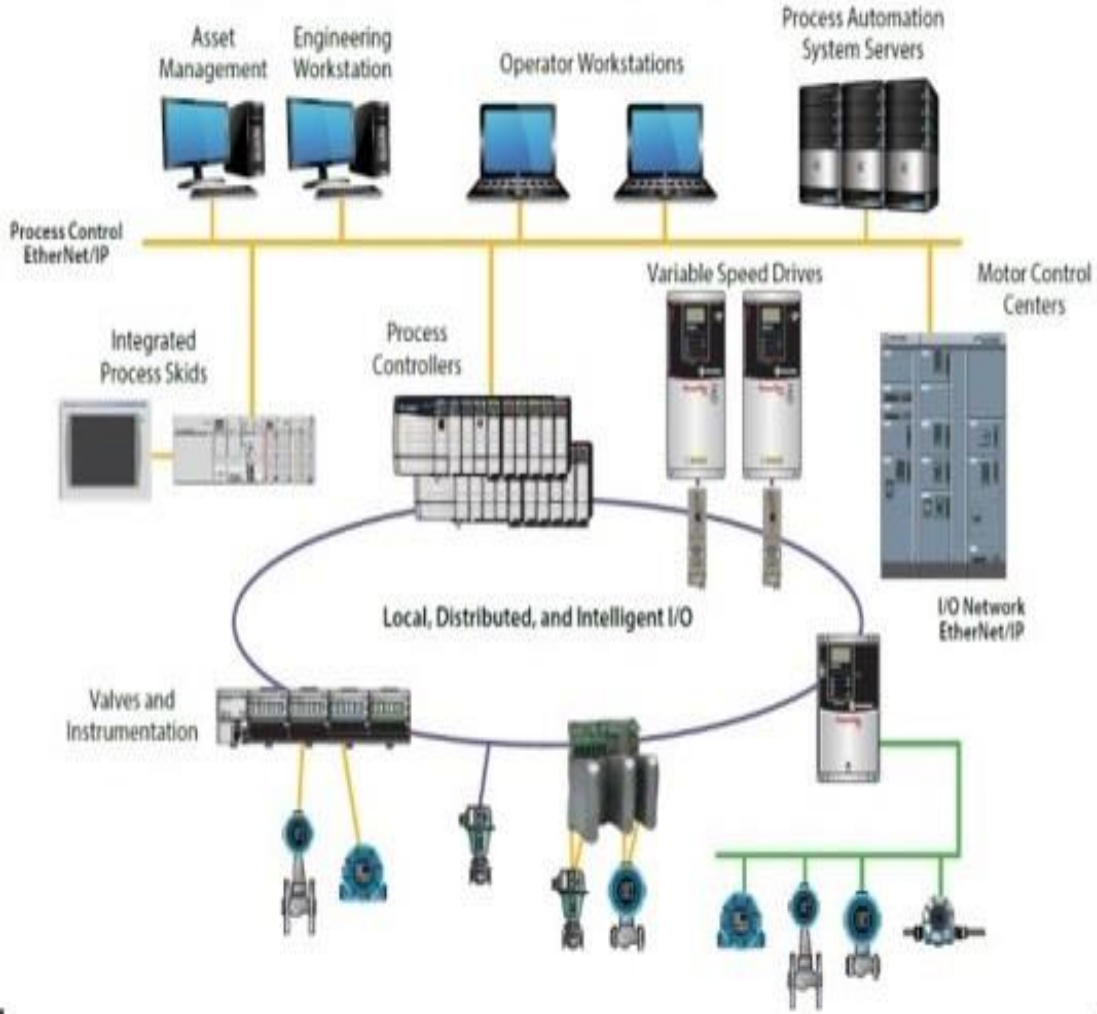 Asset
Management
Engineering
Workstation
Operator Workstations
Process Automation
System Servers
Process Control
EtherNet/IP
Variable Speed Drives
Motor Control
Centers
Integrated
Process Skids
Process
Controllers
Local, Distributed, and Intelligent I/O
I/O Network
EtherNet/IP
Valves and
Instrumentation